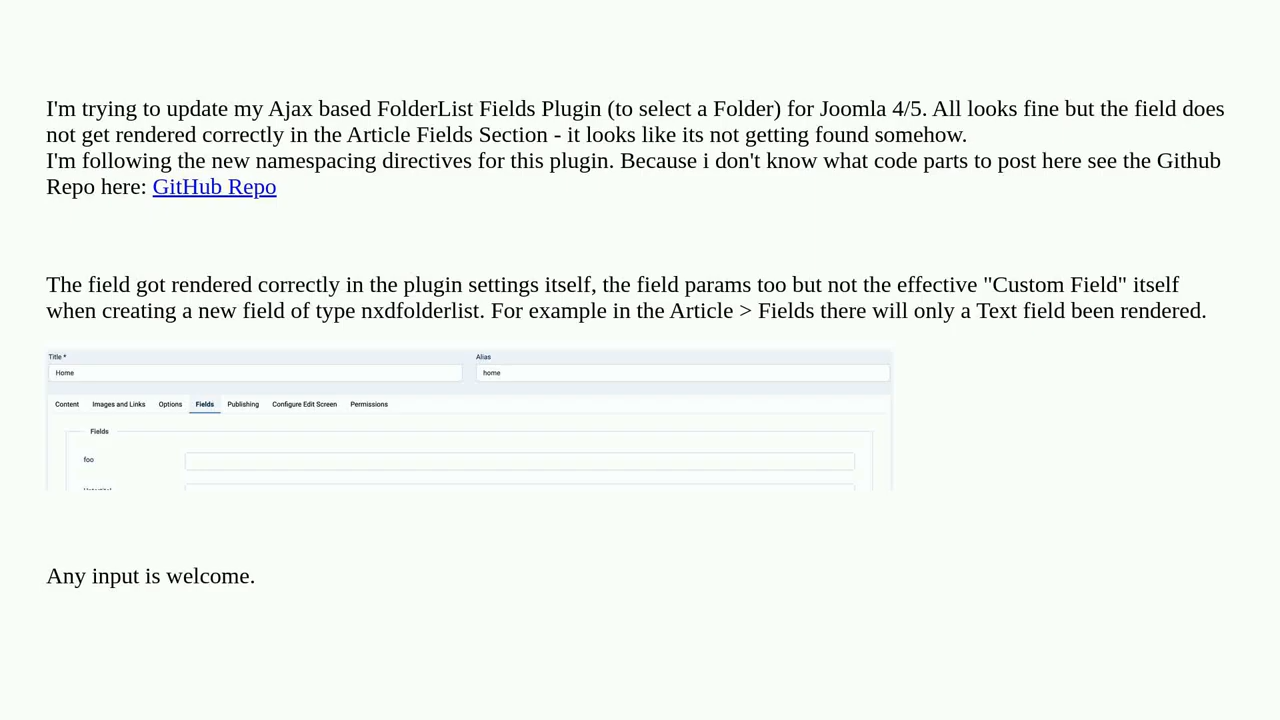 I'm trying to update my Ajax based FolderList Fields Plugin (to select a Folder) for Joomla 4/5. All looks fine but the field does
not get rendered correctly in the Article Fields Section - it looks like its not getting found somehow.
I'm following the new namespacing directives for this plugin. Because i don't know what code parts to post here see the Github
Repo here: GitHub Repo
The field got rendered correctly in the plugin settings itself, the field params too but not the effective "Custom Field" itself
when creating a new field of type nxdfolderlist. For example in the Article > Fields there will only a Text field been rendered.
Title * Alias
Home home
Content Images and Links Options Fields Publishing Configure Edit Screen Permissions
Fields
foo
Any input is welcome.